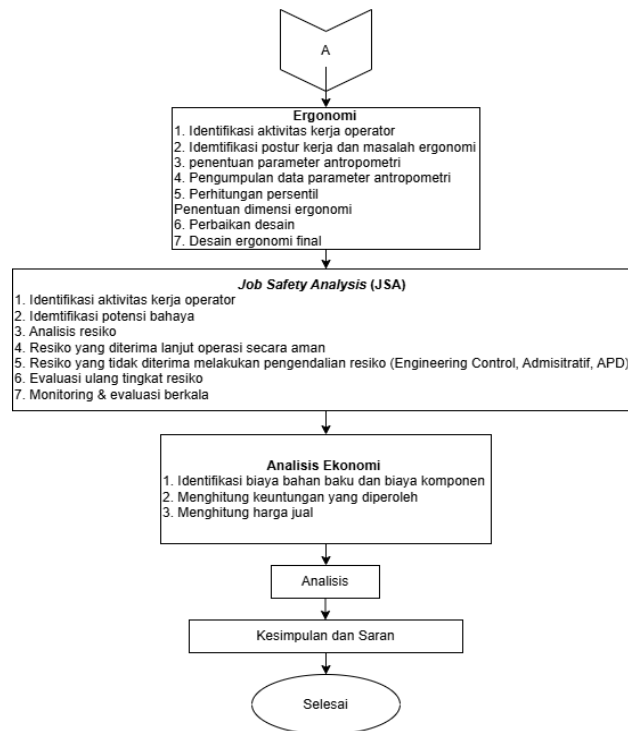 A
Ergonomi
1. Identifikasi aktivitas kerja operator
2. Idemtifikasi postur kerja dan masalah ergonomi
3. penentuan parameter antropometri
4. Pengumpulan data parameter antropometri
5. Perhitungan persentil
Penentuan dimensi ergonomi
6. Perbaikan desain
7. Desain ergonomi final
Job Safety Analysis (JSA)
1. Identifikasi aktivitas kerja operator
2. Idemtifikasi potensi bahaya
3. Analisis resiko
4. Resiko yang diterima lanjut operasi secara aman
5. Resiko yang tidak diterima melakukan pengendalian resiko (Engineering Control, Admisitratif, APD)
6. Evaluasi ulang tingkat resiko
7. Monitoring & evaluasi berkala
Analisis Ekonomi
1. Identifikasi biaya bahan baku dan biaya komponen
2. Menghitung keuntungan yang diperoleh
3. Menghitung harga jual
Analisis
Kesimpulan dan Saran
Selesai